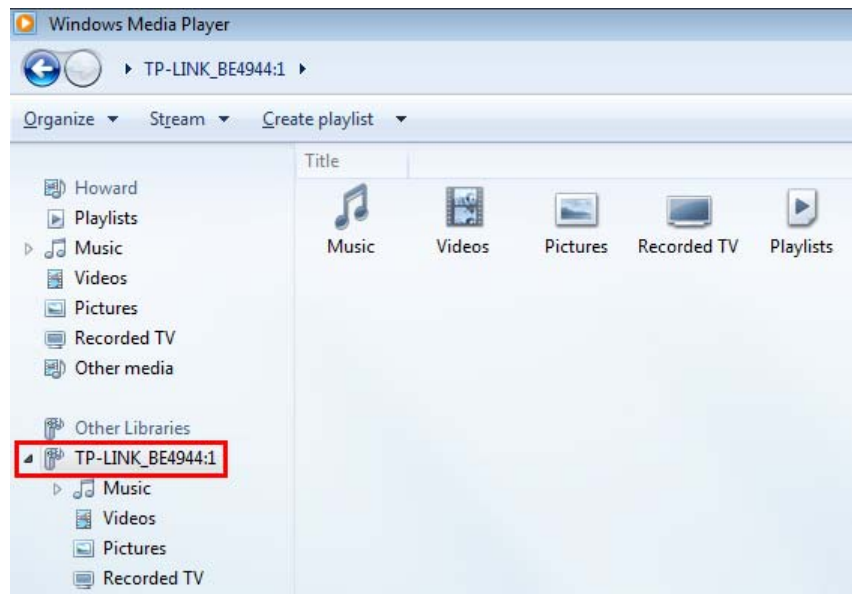 Windows Media Player
TP-LINK_BE4944:1
Organize Stream Create playlist
Title
Howard
Playlists
Music
Videos
Pictures
Recorded TV
Other media
Other Libraries
TP-LINK_BE4944:1
Music
Videos
Pictures
Recorded TV
Music Videos Pictures Recorded TV Playlists